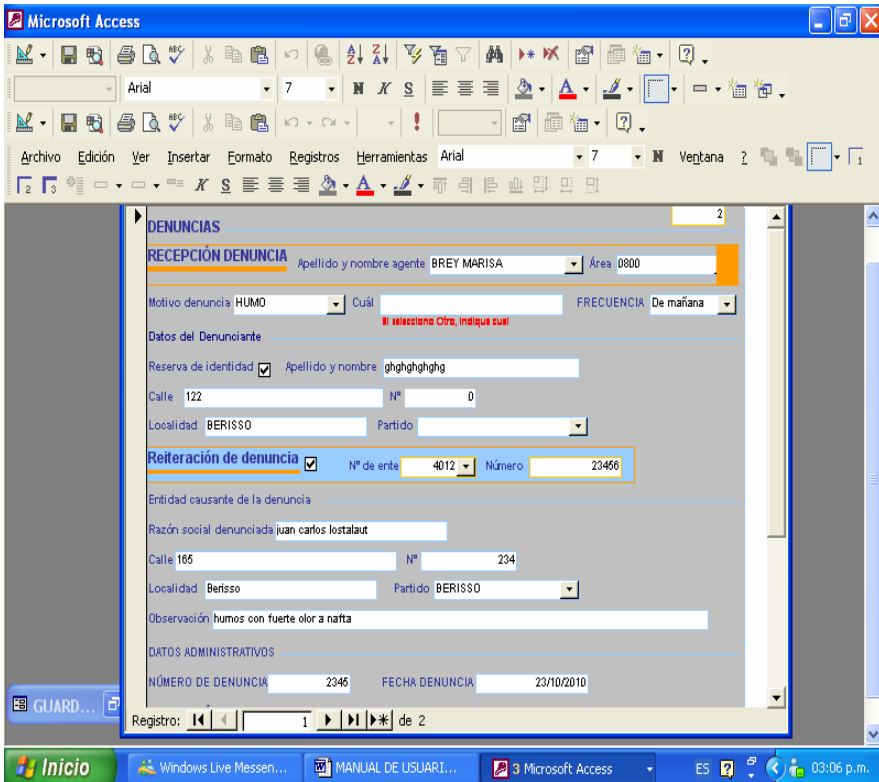 Microsoft Access
ABC
Arial 7 N K S
Archivo Edición Ver Insertar Formato Registros Herramientas Arial 7 N Ventana ? 1
2 3 K S A
DENUNCIAS 2
RECEPCIÓN DENUNCIA Apellido y nombre agente BREY MARISA Área 0800
Motivo denuncia HUMO Cuál FRECUENCIA De mañana
Si selecciona Otro, indique cual
Datos del Denunciante
Reserva de identidad Apellido y nombre ghghghghghg
Calle 122 Nº 0
Localidad BERISSO Partido
Reiteración de denuncia Nº de ente 4012 Número 23456
Entidad causante de la denuncia
Razón social denunciada juan carlos lostalaut
Calle 165 Nº 234
Localidad Berisso Partido BERISSO
Observación humos con fuerte olor a nafta
DATOS ADMINISTRATIVOS
NÚMERO DE DENUNCIA 2345 FECHA DENUNCIA 23/10/2010
GUARD...
Registro: 1 de 2
Inicio Windows Live Messen... MANUAL DE USUARI... 3 Microsoft Access ES 03:06 p.m.